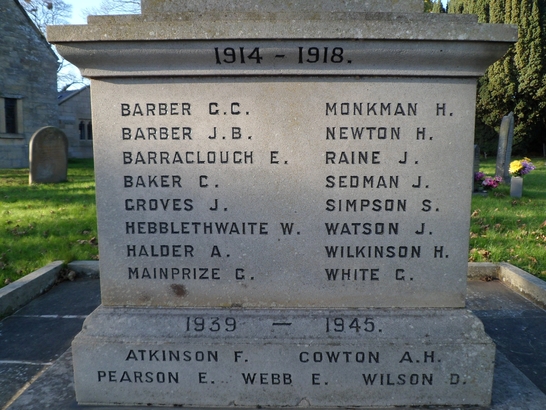 1914 – 1918.
BARBER G.C.
BARBER J.B.
BARRACLOUGH E.
BAKER C.
GROVES J.
HEBBLETHWAITE W.
HALDER A.
MAINPRIZE G.
MONKMAN H.
NEWTON H.
RAINE J.
SEDMAN J.
SIMPSON S.
WATSON J.
WILKINSON H.
WHITE G.
1939 — 1945.
ATKINSON F. COWTON A.H.
PEARSON E. WEBB E. WILSON D.